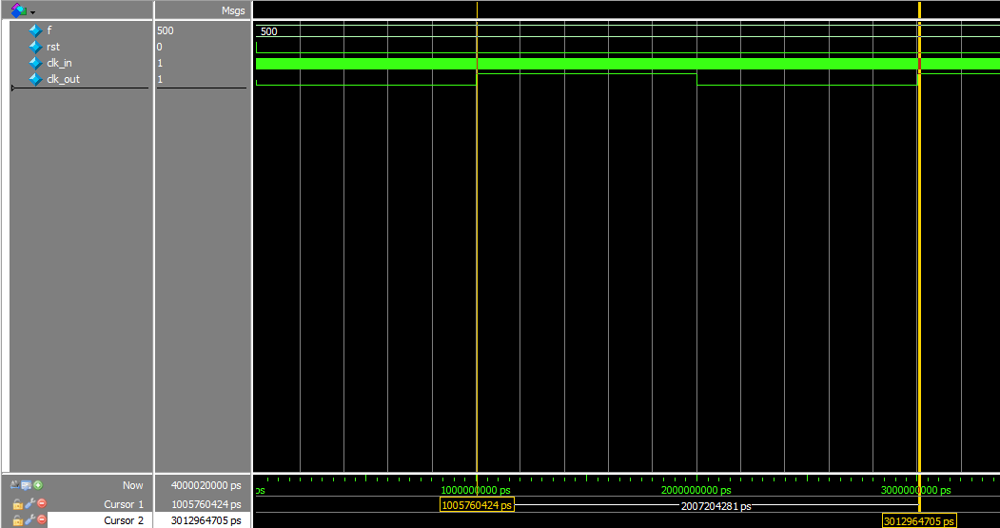 Msgs
f 500 500
rst 0
clk_in 1
clk_out 1
Now 4000020000 ps ps 1000000000 ps 2000000000 ps 3000000000 ps
Cursor 1 1005760424 ps 1005760424 ps 2007204281 ps
Cursor 2 3012964705 ps 3012964705 ps